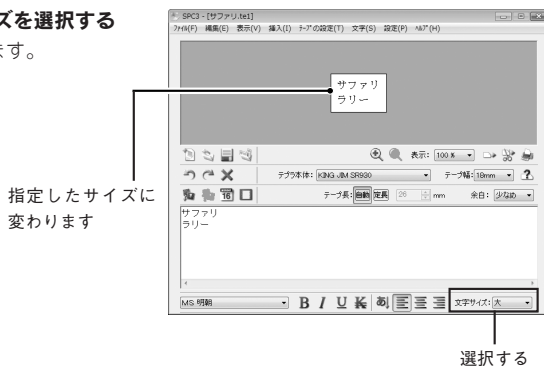 ズを選択する
ます。
SPC3 - [サファリ.te1]
ﾌｧｲﾙ(F) 編集(E) 表示(V) 挿入(I) ﾃｰﾌﾟの設定(T) 文字(S) 設定(P) ﾍﾙﾌﾟ(H)
サファリ
ラリー
表示: 100 %
テプラ本体: KING JIM SR930 テープ幅: 18mm
テープ長: 自動 定長 26 mm 余白: 少なめ
指定したサイズに
変わります
サファリ
ラリー
MS 明朝 B I U K あ 文字サイズ: 大
選択する